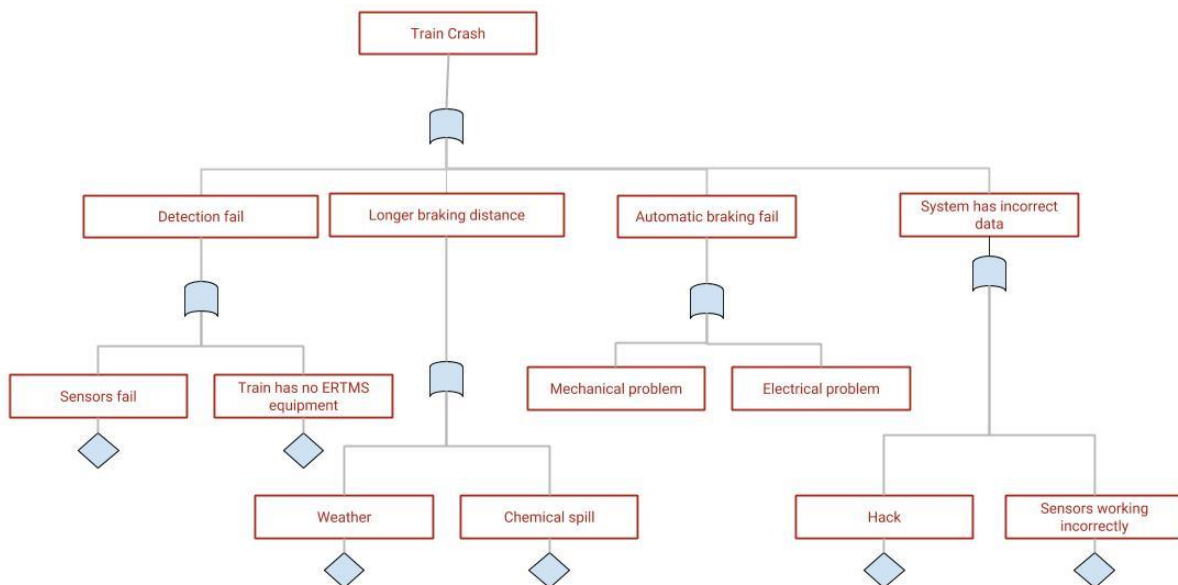 Train Crash
Detection fail
Longer braking distance
Automatic braking fail
System has incorrect
data
Sensors fail
Train has no ERTMS
equipment
Mechanical problem
Electrical problem
Weather
Chemical spill
Hack
Sensors working
incorrectly